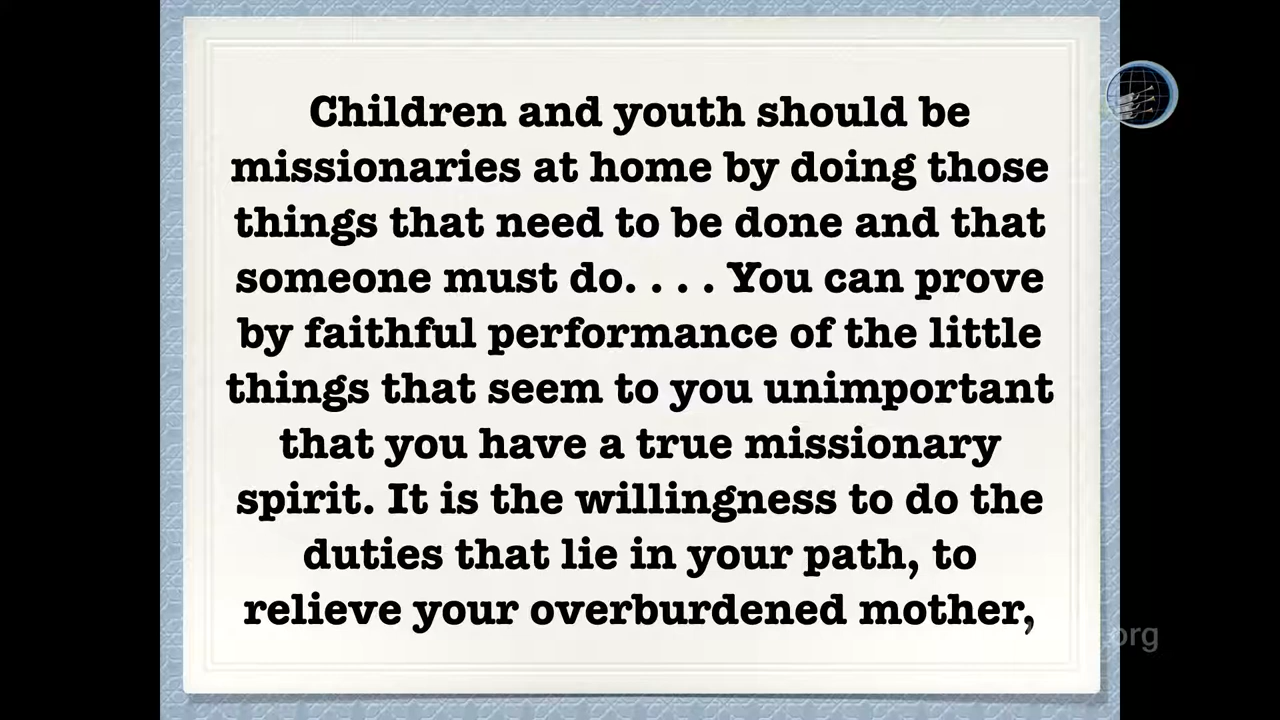 Children and youth should be
missionaries at home by doing those
things that need to be done and that
someone must do. . . . You can prove
by faithful performance of the little
things that seem to you unimportant
that you have a true missionary
spirit. It is the willingness to do the
duties that lie in your path, to
relieve your overburdened mother,
.org